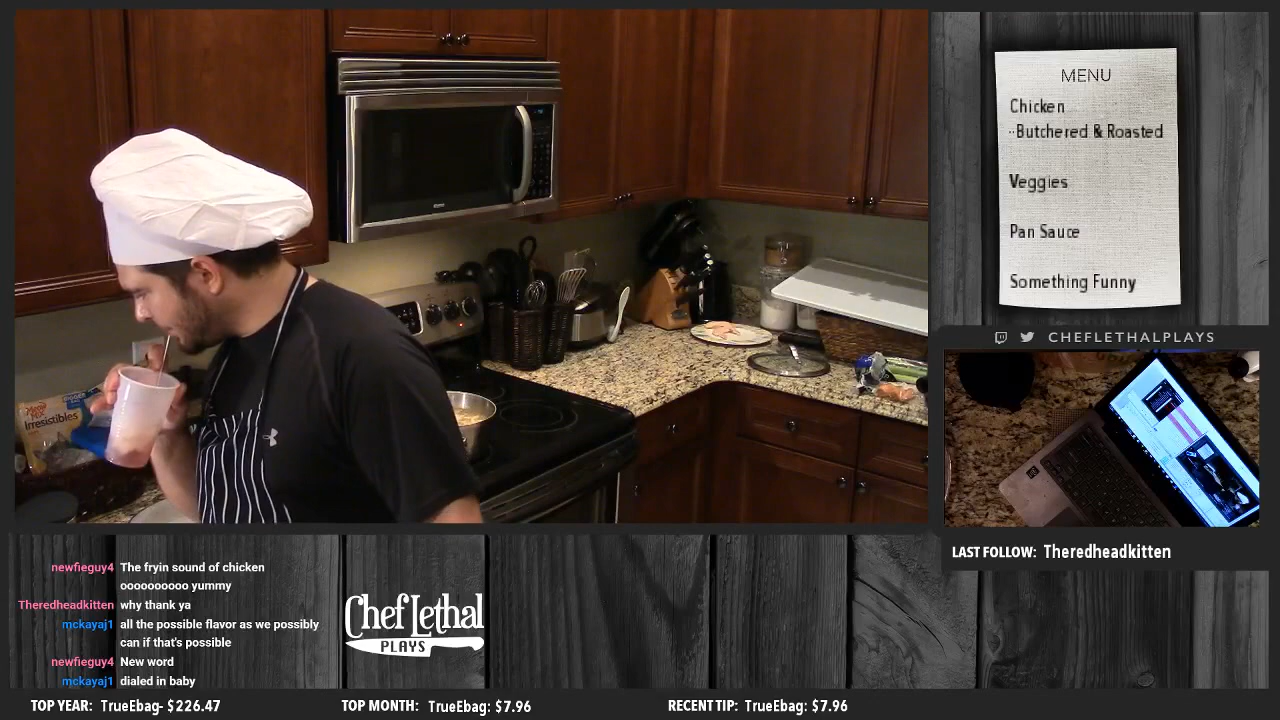 MENU
Chicken
--Butchered & Roasted
Veggies
Pan Sauce
Something Funny
CHEFLETHALPLAYS
Irresistibles
LAST FOLLOW: Theredheadkitten
newfieguy4 The fryin sound of chicken
oooooooooo yummy
Theredheadkitten why thank ya
mckayaj1 all the possible flavor as we possibly
can if that's possible
newfieguy4 New word
mckayaj1 dialed in baby
Chef Lethal
PLAYS
TOP YEAR: TrueEbag- $226.47
TOP MONTH: TrueEbag: $7.96
RECENT TIP: TrueEbag: $7.96